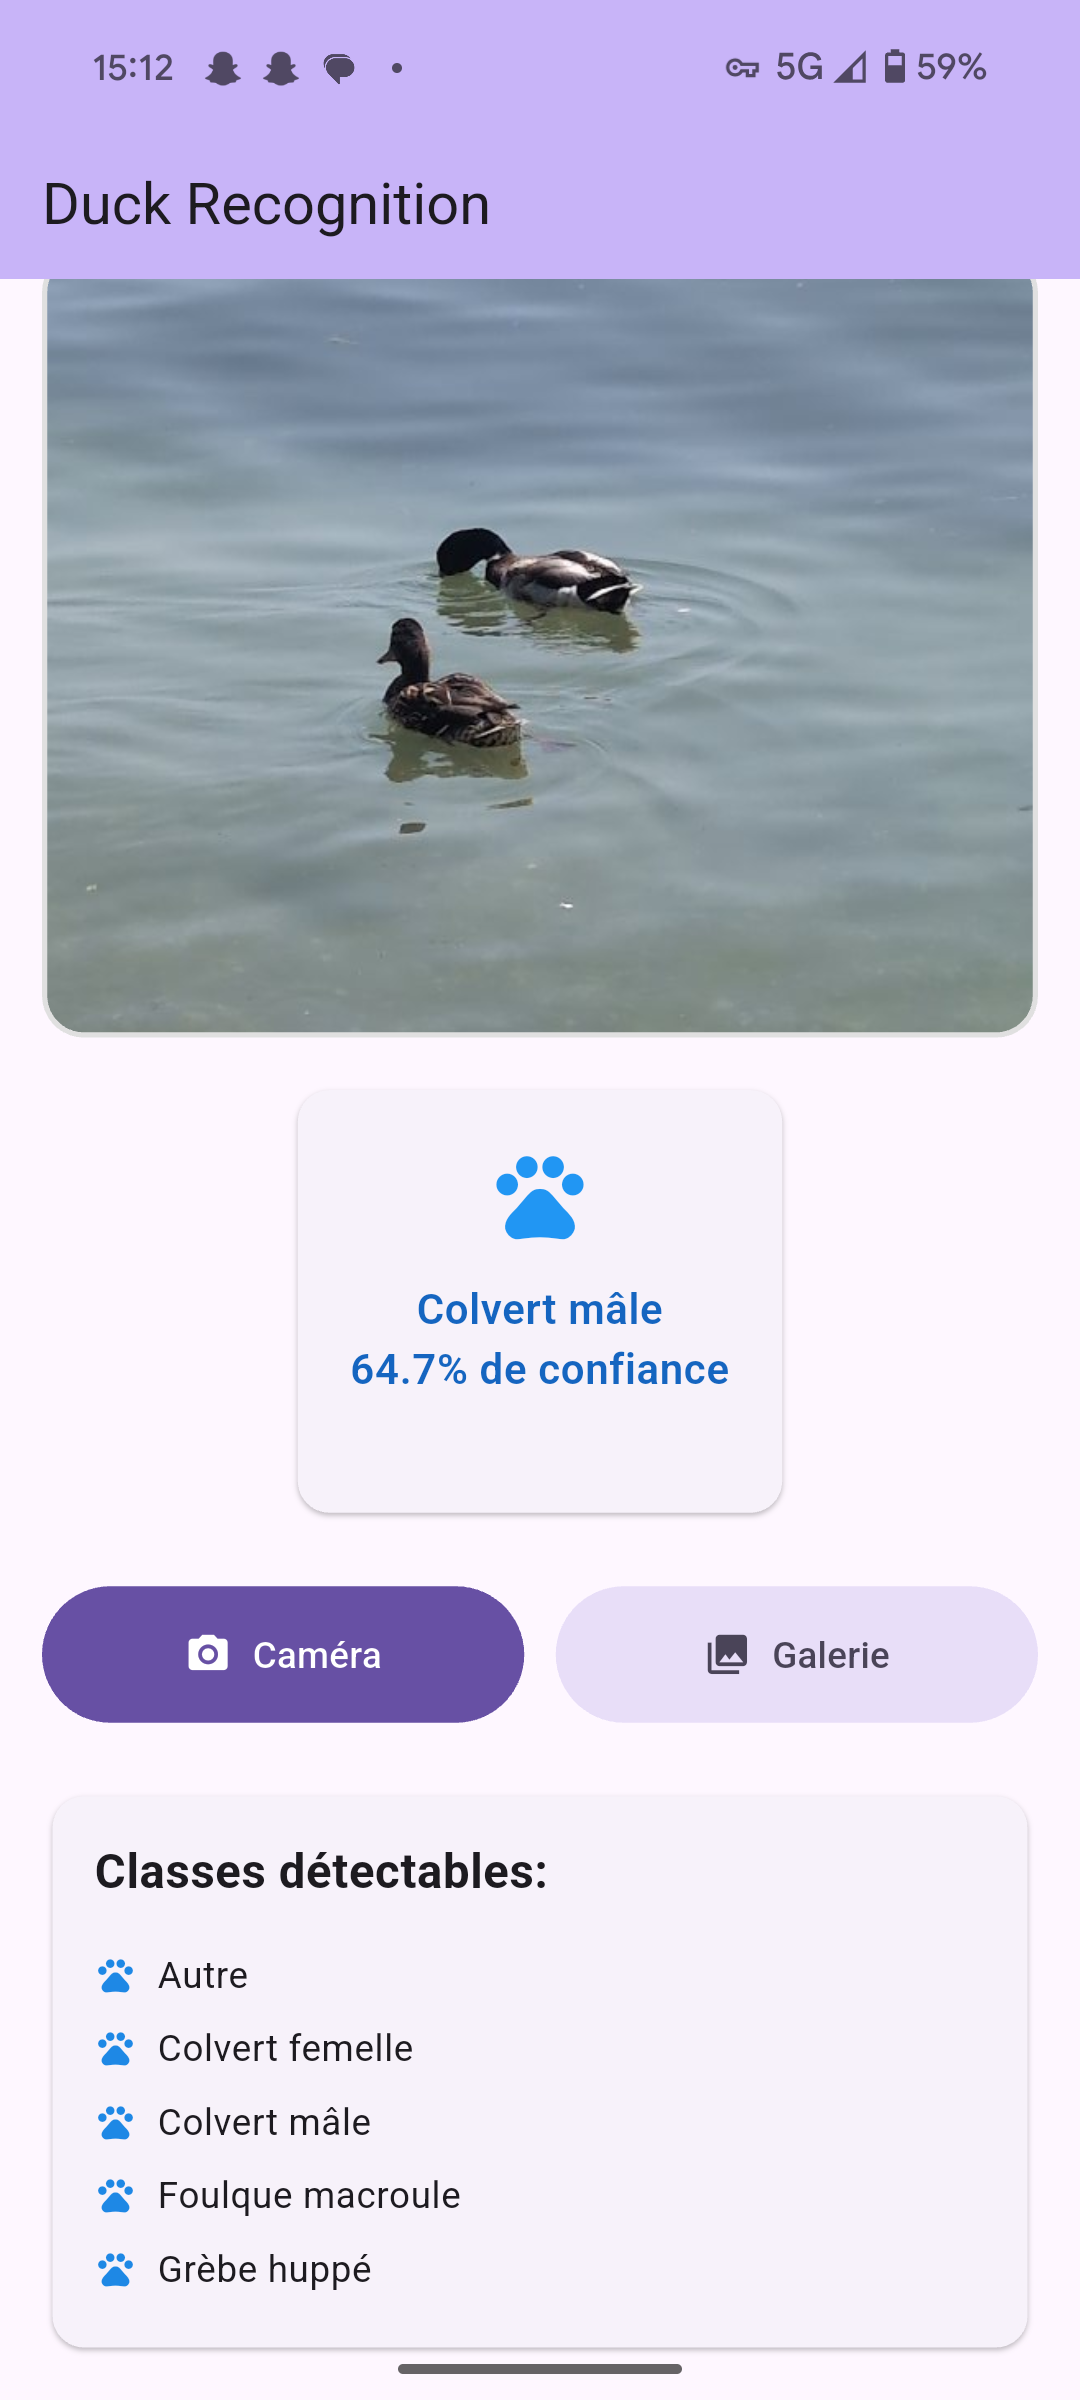 15:12
5G
59%
Duck Recognition
Colvert mâle
64.7% de confiance
Caméra
Galerie
Classes détectables:
Autre
Colvert femelle
Colvert mâle
Foulque macroule
Grèbe huppé